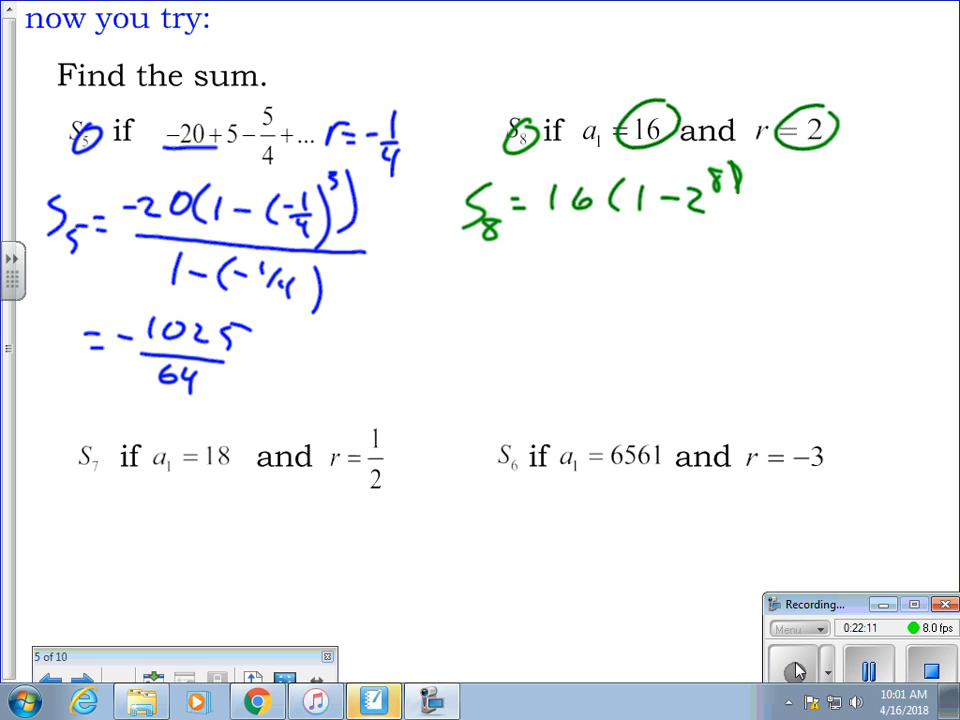 now you try:
Find the sum.
S₅ if −20 + 5 − 5/4 + ... r = -1/4
S₅ = -20(1 - (-1/4)⁵) / 1 - (-1/4)
= -1025/64
S₈ if a₁ = 16 and r = 2
S₈ = 16(1 - 2⁸)
S₇ if a₁ = 18 and r = 1/2
S₆ if a₁ = 6561 and r = −3
Recording...
Menu
0:22:11
8.0 fps
5 of 10
10:01 AM
4/16/2018